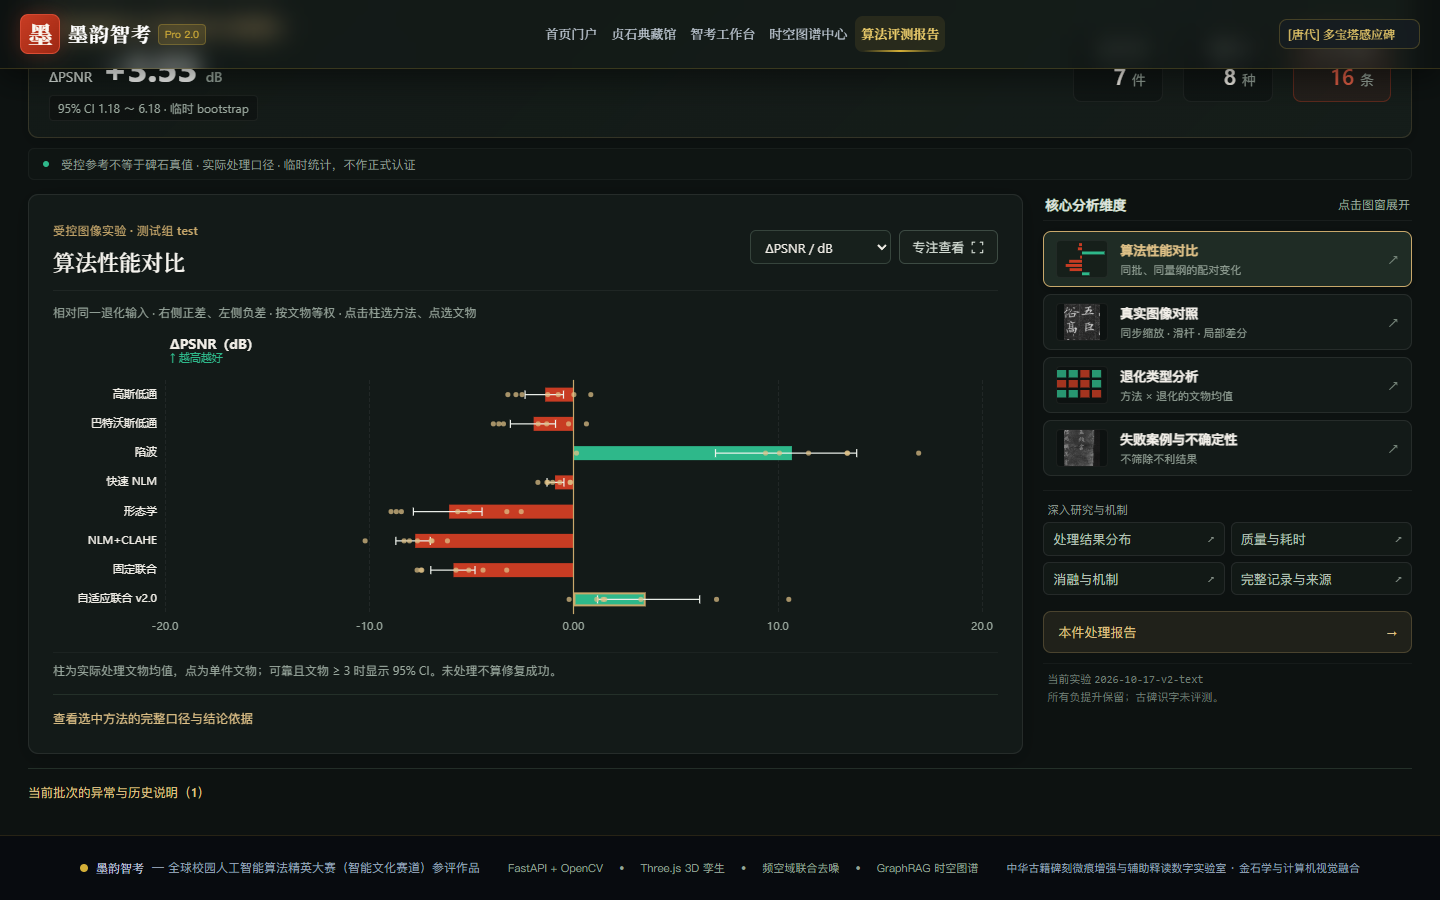 墨 墨韵智考 Pro 2.0
首页门户 贞石典藏馆 智考工作台 时空图谱中心 算法评测报告
[唐代] 多宝塔感应碑
ΔPSNR +3.53 dB
7 件 8 种 16 条
95% CI 1.18 ～ 6.18 · 临时 bootstrap
受控参考不等于碑石真值 · 实际处理口径 · 临时统计，不作正式认证
受控图像实验 · 测试组 test
算法性能对比
ΔPSNR / dB
专注查看
相对同一退化输入 · 右侧正差、左侧负差 · 按文物等权 · 点击柱选方法、点选文物
ΔPSNR（dB）
↑ 越高越好
高斯低通
巴特沃斯低通
陷波
快速 NLM
形态学
NLM+CLAHE
固定联合
自适应联合 v2.0
-20.0 -10.0 0.00 10.0 20.0
柱为实际处理文物均值，点为单件文物；可靠且文物 ≥ 3 时显示 95% CI。未处理不算修复成功。
查看选中方法的完整口径与结论依据
核心分析维度 点击图窗展开
算法性能对比
同批、同量纲的配对变化 ↗
真实图像对照
同步缩放 · 滑杆 · 局部差分 ↗
退化类型分析
方法 × 退化的文物均值 ↗
失败案例与不确定性
不筛除不利结果 ↗
深入研究与机制
处理结果分布 ↗ 质量与耗时 ↗
消融与机制 ↗ 完整记录与来源 ↗
本件处理报告 →
当前实验 2026-10-17-v2-text
所有负提升保留；古碑识字未评测。
当前批次的异常与历史说明（1）
墨韵智考 — 全球校园人工智能算法精英大赛（智能文化赛道）参评作品 FastAPI + OpenCV • Three.js 3D 孪生 • 频空域联合去噪 • GraphRAG 时空图谱 中华古籍碑刻微痕增强与辅助释读数字实验室 · 金石学与计算机视觉融合